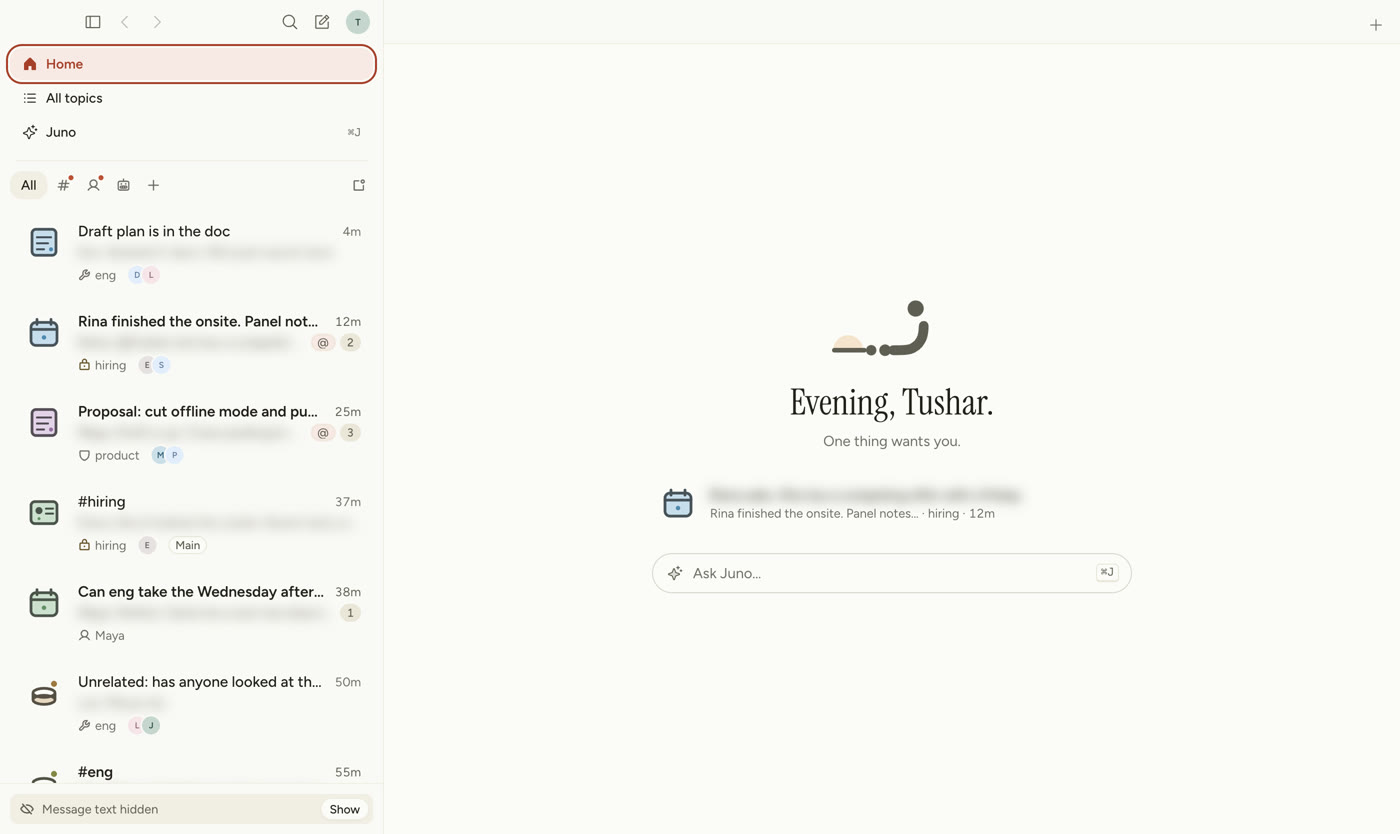 T
Home
All topics
Juno ⌘J
All
Draft plan is in the doc 4m
eng D L
Rina finished the onsite. Panel not... 12m
@ 2
hiring E S
Proposal: cut offline mode and pu... 25m
@ 3
product M P
#hiring 37m
hiring E Main
Can eng take the Wednesday after... 38m
1
Maya
Unrelated: has anyone looked at th... 50m
eng L J
#eng 55m
Message text hidden Show
Evening, Tushar.
One thing wants you.
Rina finished the onsite. Panel notes... · hiring · 12m
Ask Juno... ⌘J